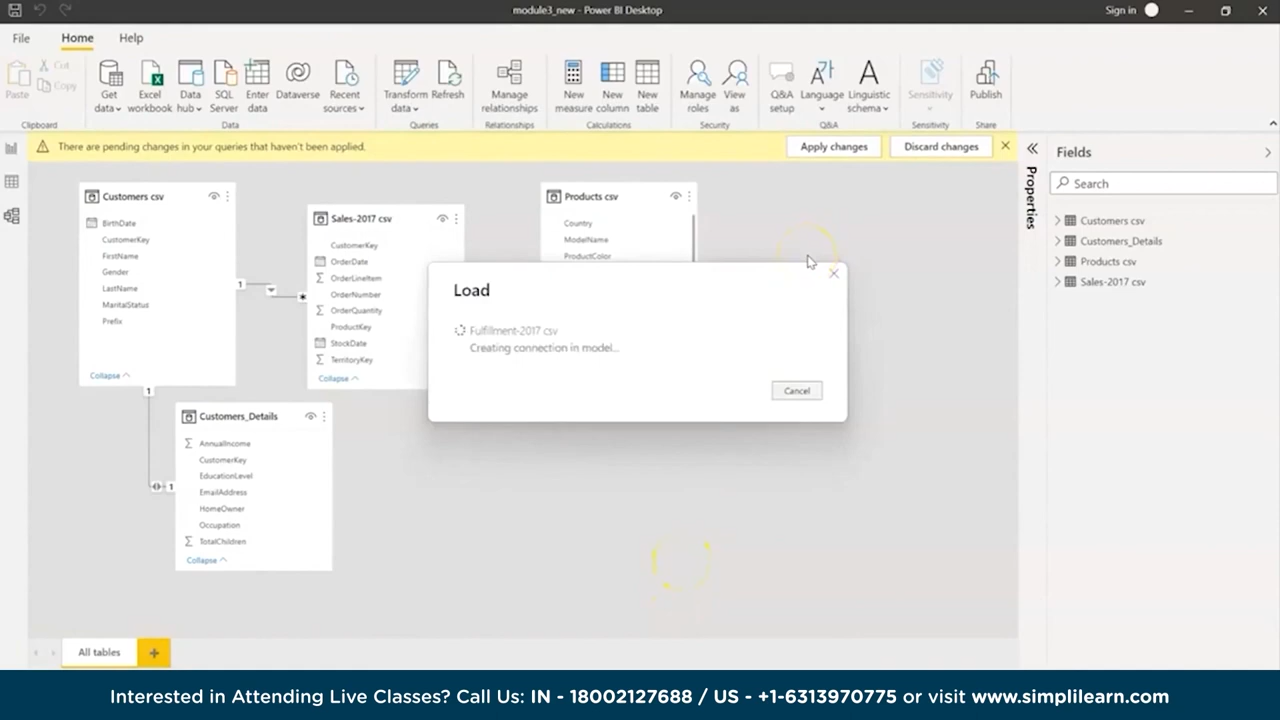 module3_new - Power BI Desktop
Sign in
File
Home
Help
Paste
Cut
Copy
Clipboard
Get data
Excel workbook
Data hub
SQL Server
Enter data
Dataverse
Recent sources
Data
Transform data
Refresh
Queries
Manage relationships
Relationships
New measure
New column
New table
Calculations
Manage roles
View as
Security
Q&A setup
Language
Linguistic schema
Q&A
Sensitivity
Sensitivity
Publish
Share
There are pending changes in your queries that haven't been applied.
Apply changes
Discard changes
Customers csv
BirthDate
CustomerKey
FirstName
Gender
LastName
MaritalStatus
Prefix
Collapse
1
1
1
Sales-2017 csv
CustomerKey
OrderDate
OrderLineItem
OrderNumber
OrderQuantity
ProductKey
StockDate
TerritoryKey
Collapse
Products csv
Country
ModelName
ProductColor
Load
Fulfillment-2017 csv
Creating connection in model...
Cancel
Customers_Details
AnnualIncome
CustomerKey
EducationLevel
EmailAddress
HomeOwner
Occupation
TotalChildren
Collapse
Properties
Fields
Search
Customers csv
Customers_Details
Products csv
Sales-2017 csv
All tables
Interested in Attending Live Classes? Call Us: IN - 18002127688 / US - +1-6313970775 or visit www.simplilearn.com